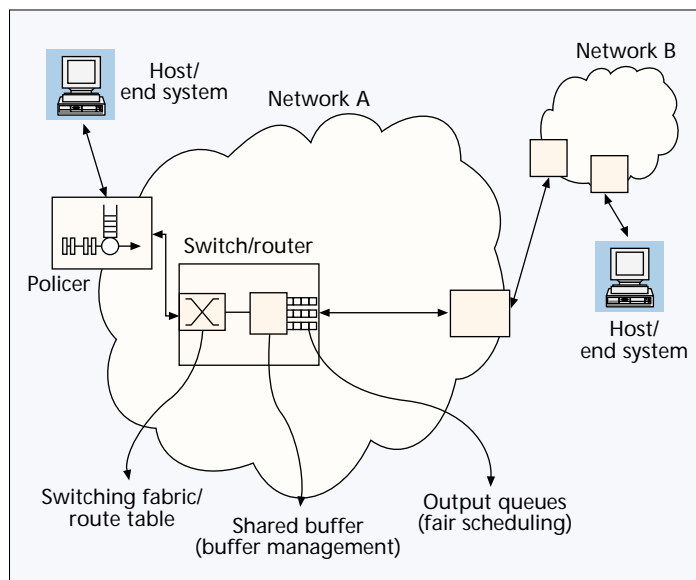 Network B
Host/
end system
Network A
Switch/router
Policer
Host/
end system
Switching fabric/
route table
Shared buffer
(buffer management)
Output queues
(fair scheduling)